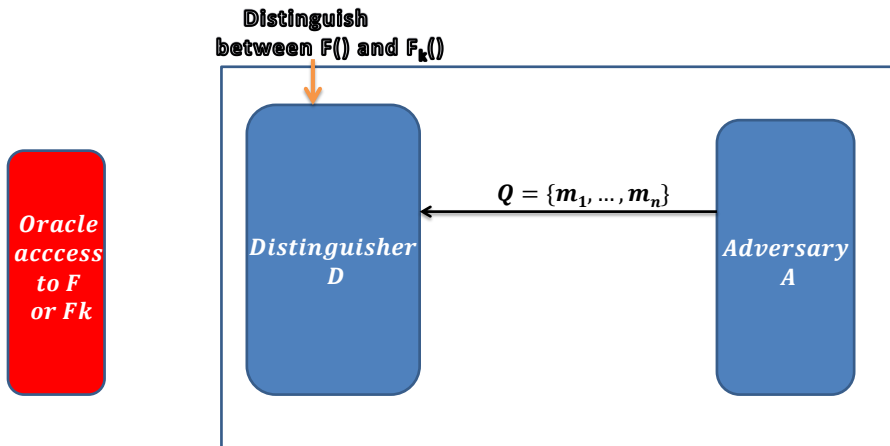 Distinguish
between F() and Fₖ()
Q = {m₁, … , mₙ}
Oracle
acccess
to F
or Fk
Distinguisher
D
Adversary
A